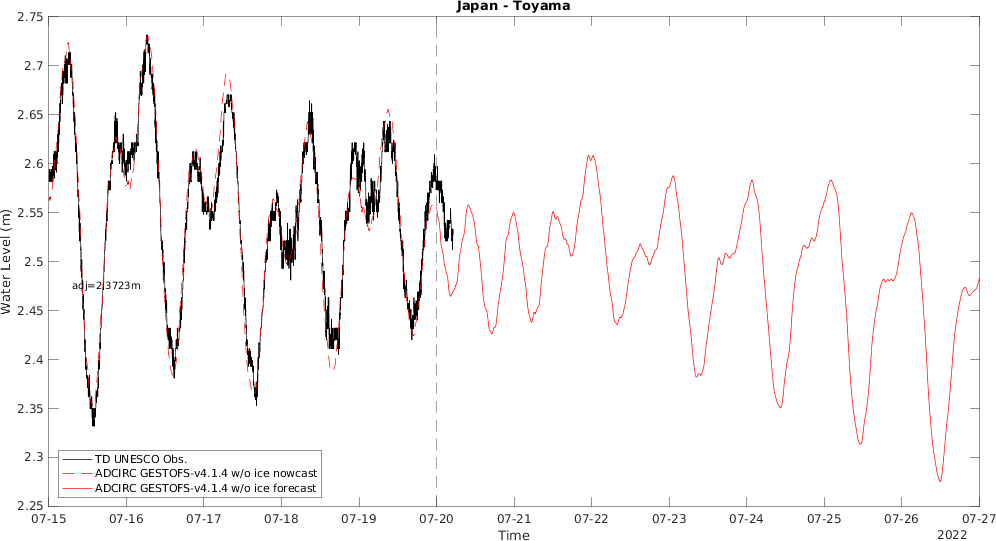 Japan - Toyama
2.75
2.7
2.65
2.6
2.55
2.5
2.45
2.4
2.35
2.3
2.25
Water Level (m)
adj=2.3723m
TD UNESCO Obs.
ADCIRC GESTOFS-v4.1.4 w/o ice nowcast
ADCIRC GESTOFS-v4.1.4 w/o ice forecast
07-15 07-16 07-17 07-18 07-19 07-20 07-21 07-22 07-23 07-24 07-25 07-26 07-27
Time
2022